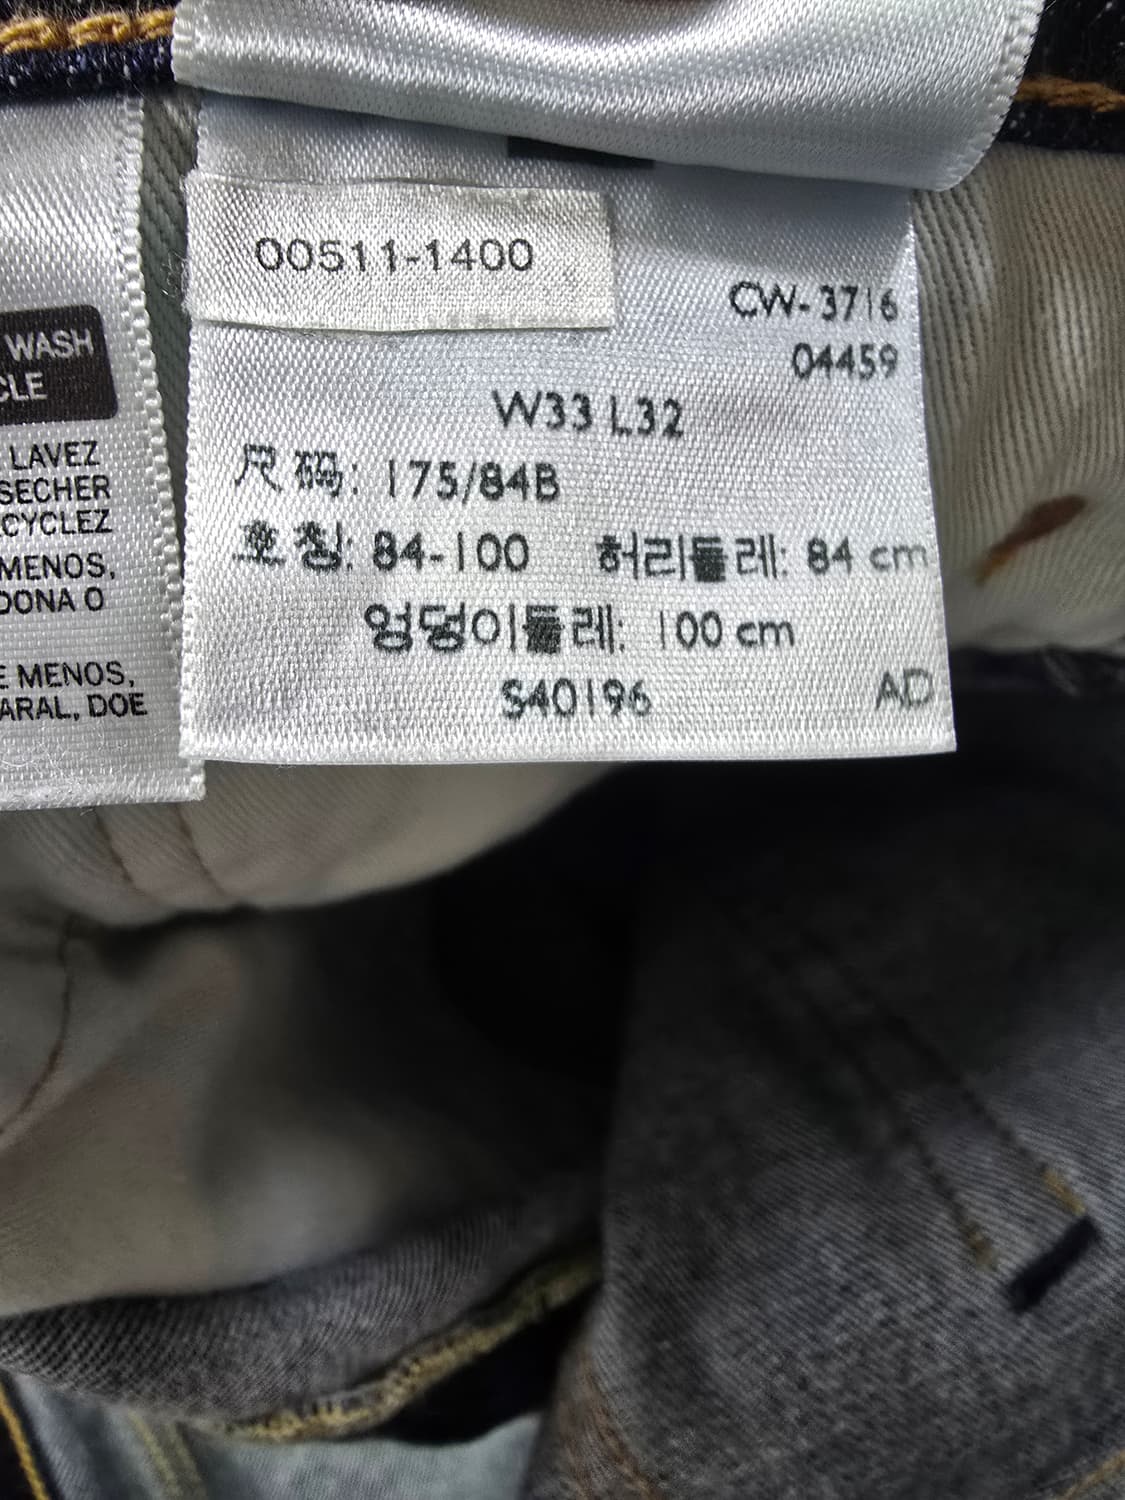 WASH
CLE
LAVEZ
SECHER
CYCLEZ
MENOS,
DONA O
E MENOS,
ARAL, DOE
00511-1400
CW-3716
04459
W33 L32
尺码: 175/84B
호칭: 84-100 허리둘레: 84 cm
엉덩이둘레: 100 cm
S40196 AD